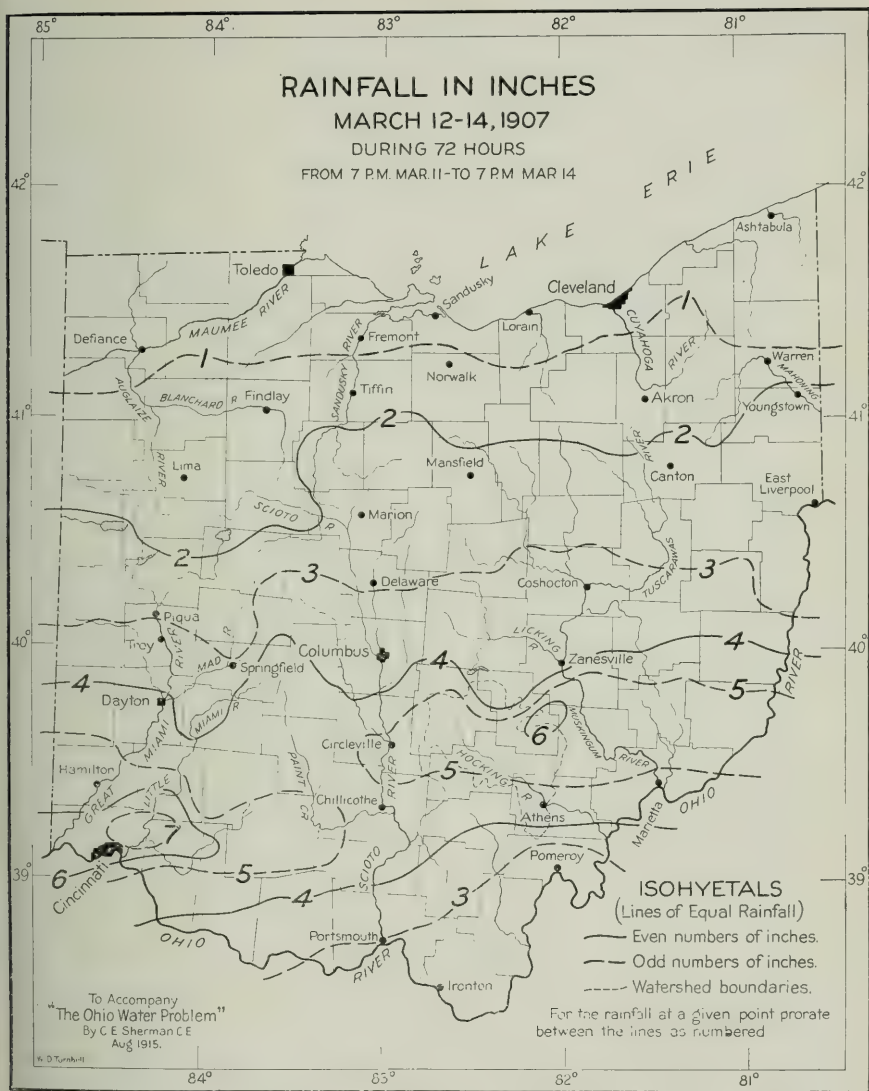 85°
84°
83°
82°
81°
RAINFALL IN INCHES
MARCH 12-14, 1907
DURING 72 HOURS
FROM 7 P.M. MAR. 11-TO 7 P.M MAR 14
42°
42°
LAKE ERIE
Ashtabula
Toledo
Cleveland
Sandusky
Lorain
MAUMEE RIVER
CUYAHOGA RIVER
1
Defiance
1
Fremont
Warren
Norwalk
MAHONING
AUGLAIZE RIVER
BLANCHARD R
Findlay
SANDUSKY RIVER
Tiffin
Akron
Youngstown
41°
41°
2
2
RIVER
Lima
Mansfield
Canton
East
Liverpool
SCIOTO R
Marion
2
3
3
Delaware
Coshocton
TUSCARAWAS
Piqua
40°
40°
Troy
RIVER
MAD R.
Springfield
Columbus
LICKING R
Zanesville
4
4
4
5
Dayton
MIAMI R
6
MUSKINGUM RIVER
RIVER
Circleville
Hamilton
GREAT MIAMI
LITTLE
PAINT CR
RIVER
5
HOCKING R
Chillicothe
Athens
Marietta
OHIO
7
39°
39°
6
Cincinnati
5
4
SCIOTO
3
Pomeroy
ISOHYETALS
(Lines of Equal Rainfall)
Even numbers of inches.
Odd numbers of inches.
Watershed boundaries.
OHIO
Portsmouth
RIVER
Ironton
For the rainfall at a given point prorate
between the lines as numbered
To Accompany
"The Ohio Water Problem"
By C E Sherman C E
Aug 1915.
84°
83°
82°
81°